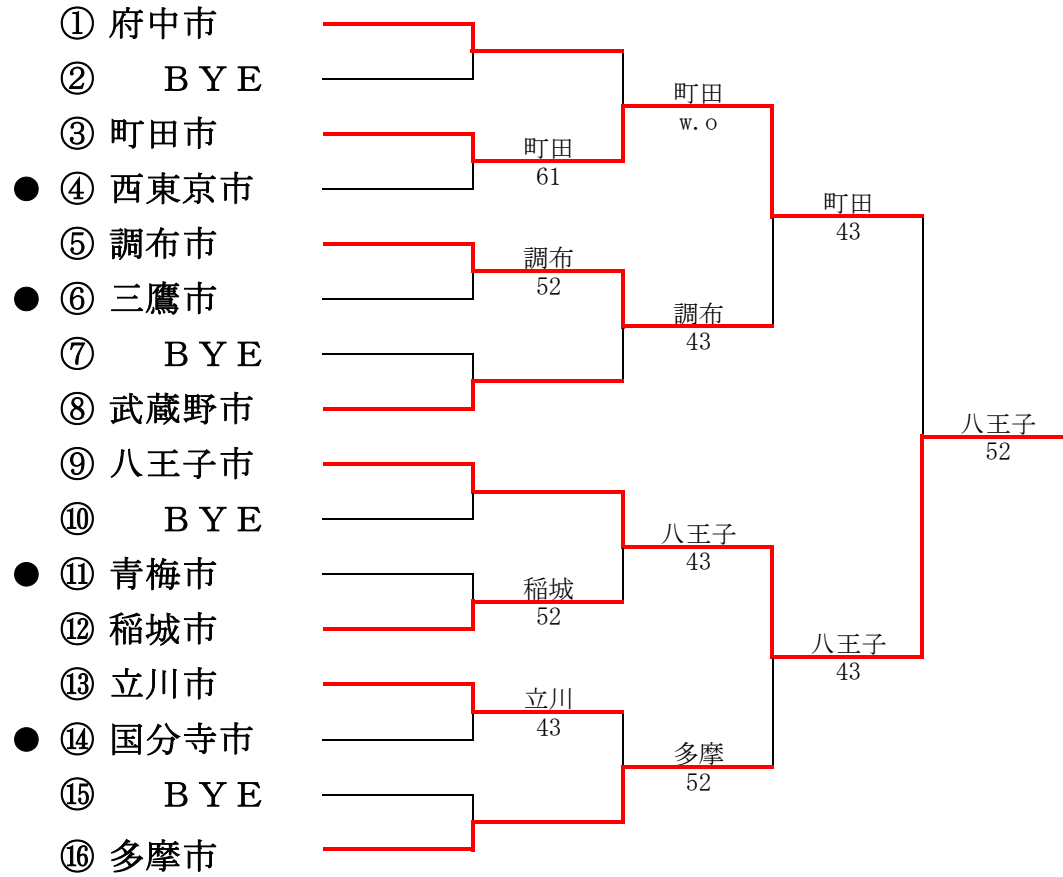 ① 府中市
② ＢＹＥ
③ 町田市
● ④ 西東京市
⑤ 調布市
● ⑥ 三鷹市
⑦ ＢＹＥ
⑧ 武蔵野市
⑨ 八王子市
⑩ ＢＹＥ
● ⑪ 青梅市
⑫ 稲城市
⑬ 立川市
● ⑭ 国分寺市
⑮ ＢＹＥ
⑯ 多摩市
町田
61
調布
52
稲城
52
立川
43
町田
w.o
調布
43
八王子
43
多摩
52
町田
43
八王子
43
八王子
52